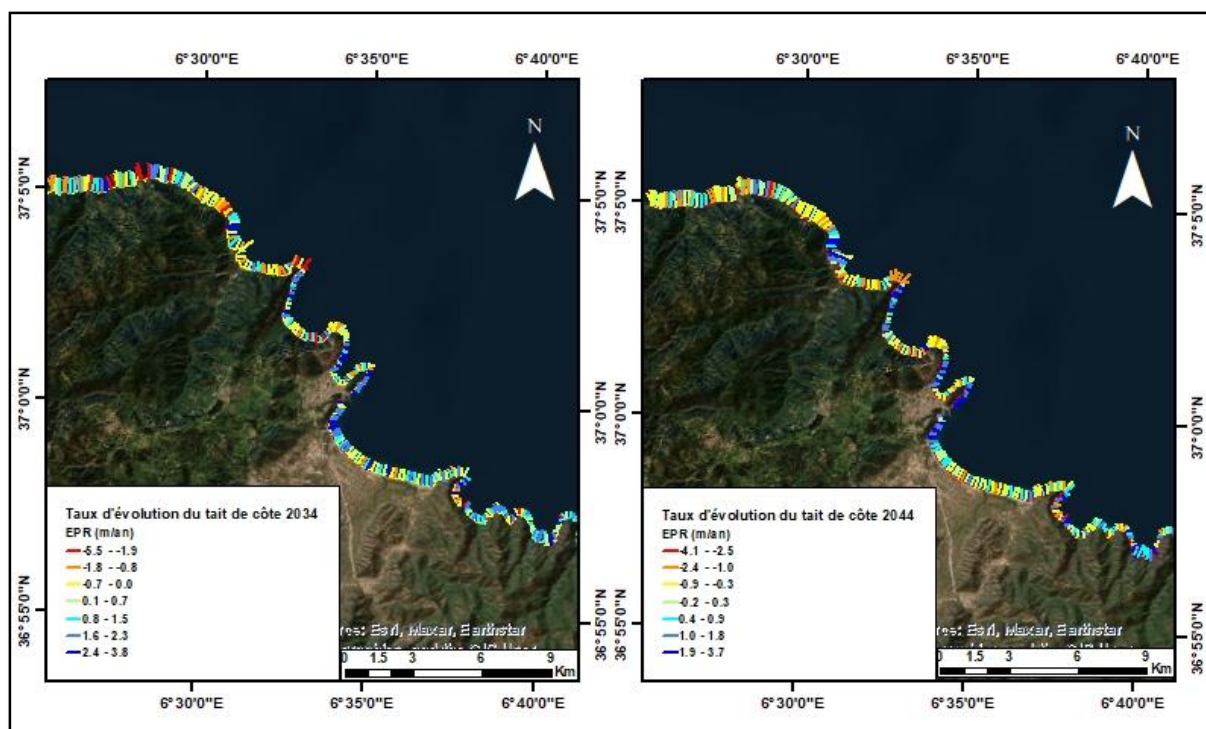 6°30'0"E 6°35'0"E 6°40'0"E
6°30'0"E 6°35'0"E 6°40'0"E
37°5'0"N
37°0'0"N
36°55'0"N
N
Taux d'évolution du tait de côte 2034
EPR (m/an)
-5.5 - -1.9
-1.8 - -0.8
-0.7 - 0.0
0.1 - 0.7
0.8 - 1.5
1.6 - 2.3
2.4 - 3.8
Esri, Maxar, Earthstar
0 1.5 3 6 9
Km
37°5'0"N
37°0'0"N
36°55'0"N
6°30'0"E 6°35'0"E 6°40'0"E
37°5'0"N
37°0'0"N
36°55'0"N
N
Taux d'évolution du tait de côte 2044
EPR (m/an)
-4.1 - -2.5
-2.4 - -1.0
-0.9 - -0.3
-0.2 - 0.3
0.4 - 0.9
1.0 - 1.8
1.9 - 3.7
Esri, Maxar, Earthstar
0 1.5 3 6 9
Km
37°5'0"N
37°0'0"N
36°55'0"N
6°30'0"E 6°35'0"E 6°40'0"E